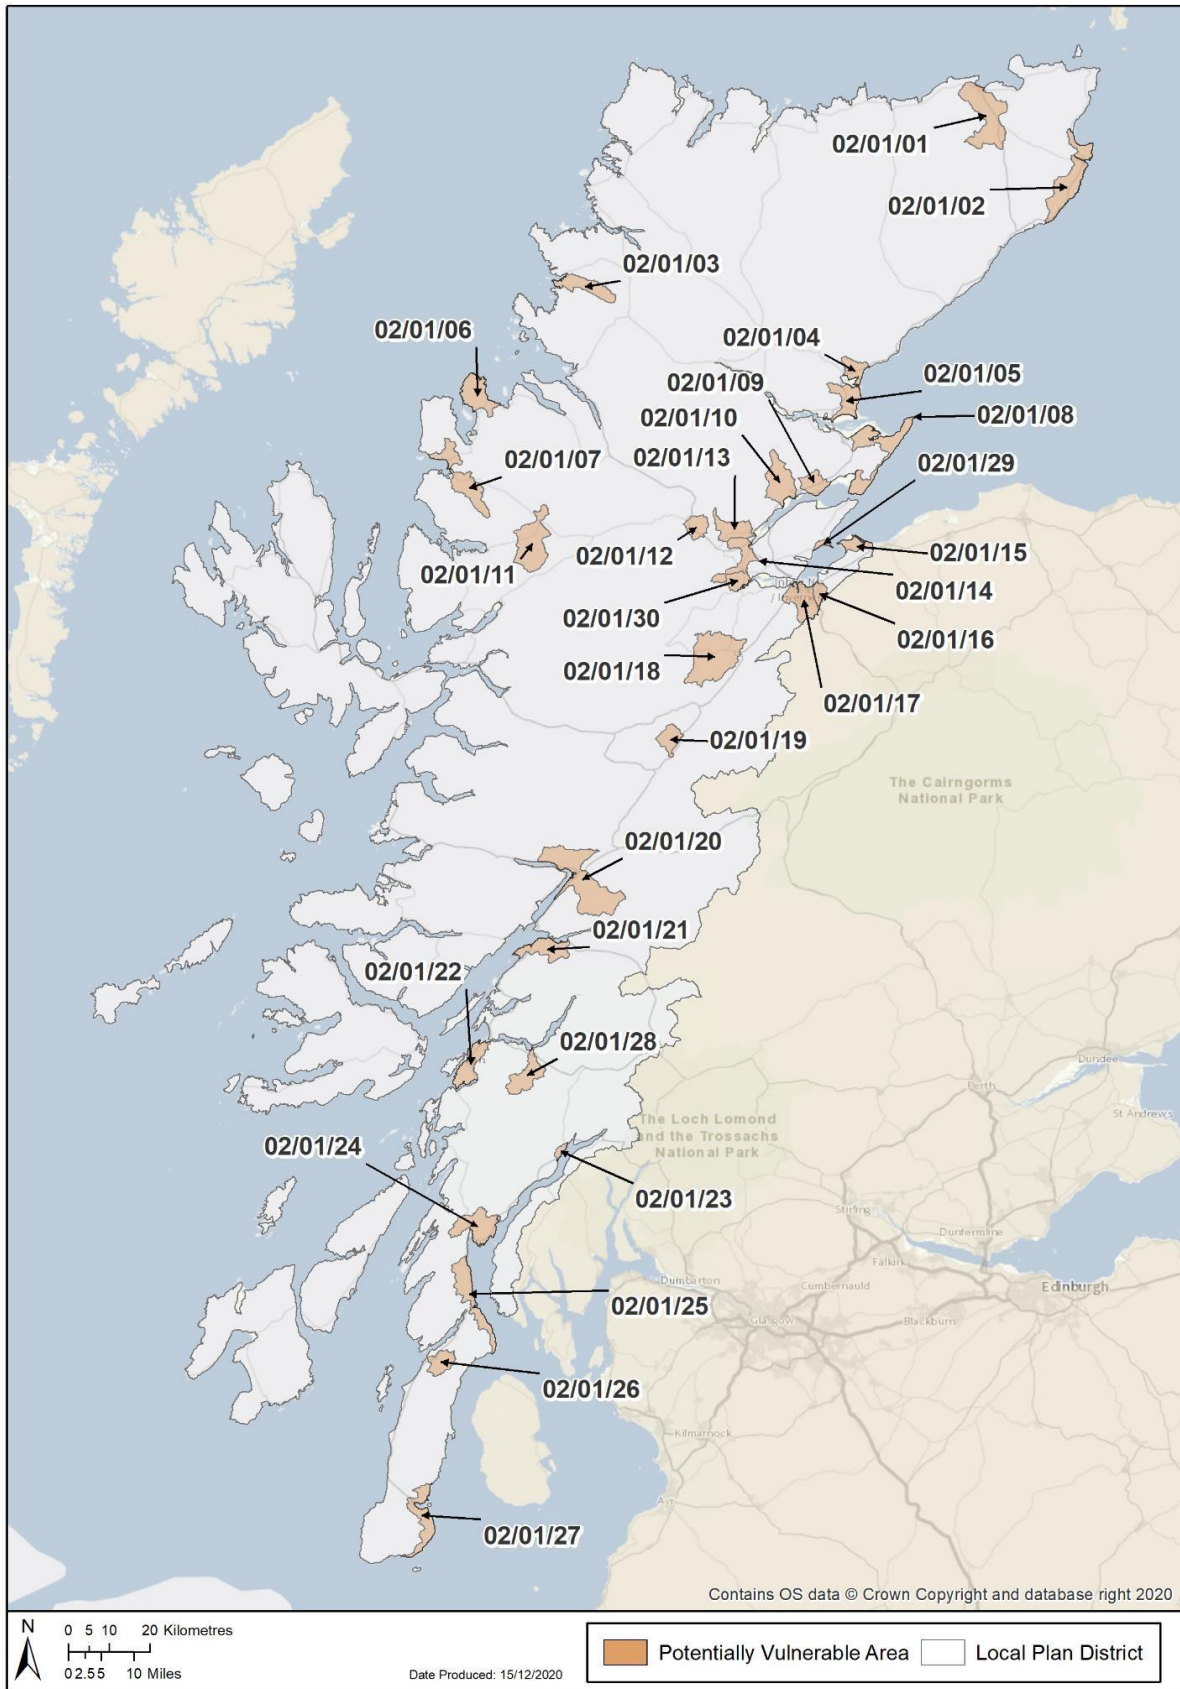 02/01/01
02/01/02
02/01/03
02/01/06
02/01/04
02/01/09
02/01/05
02/01/10
02/01/08
02/01/13
02/01/07
02/01/29
02/01/12
02/01/15
02/01/11
02/01/14
02/01/30
02/01/16
02/01/18
02/01/17
02/01/19
The Cairngorms
National Park
02/01/20
02/01/21
02/01/22
02/01/28
Dundee
Perth
St Andrews
The Loch Lomond
and the Trossachs
National Park
02/01/24
02/01/23
Stirling
Dunfermline
Falkirk
Dumbarton
Cumbernauld
Edinburgh
02/01/25
Glasgow
Blackburn
02/01/26
Kilmarnock
Ayr
02/01/27
Contains OS data © Crown Copyright and database right 2020
N
0 5 10 20 Kilometres
0 2.5 5 10 Miles
Date Produced: 15/12/2020
Potentially Vulnerable Area
Local Plan District